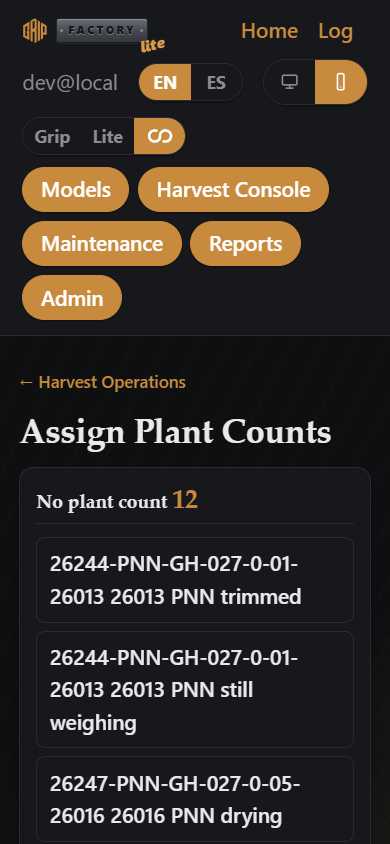 GRIP FACTORY lite
Home Log
dev@local EN ES
Grip Lite
Models Harvest Console
Maintenance Reports
Admin
← Harvest Operations
Assign Plant Counts
No plant count 12
26244-PNN-GH-027-0-01-
26013 26013 PNN trimmed
26244-PNN-GH-027-0-01-
26013 26013 PNN still
weighing
26247-PNN-GH-027-0-05-
26016 26016 PNN drying